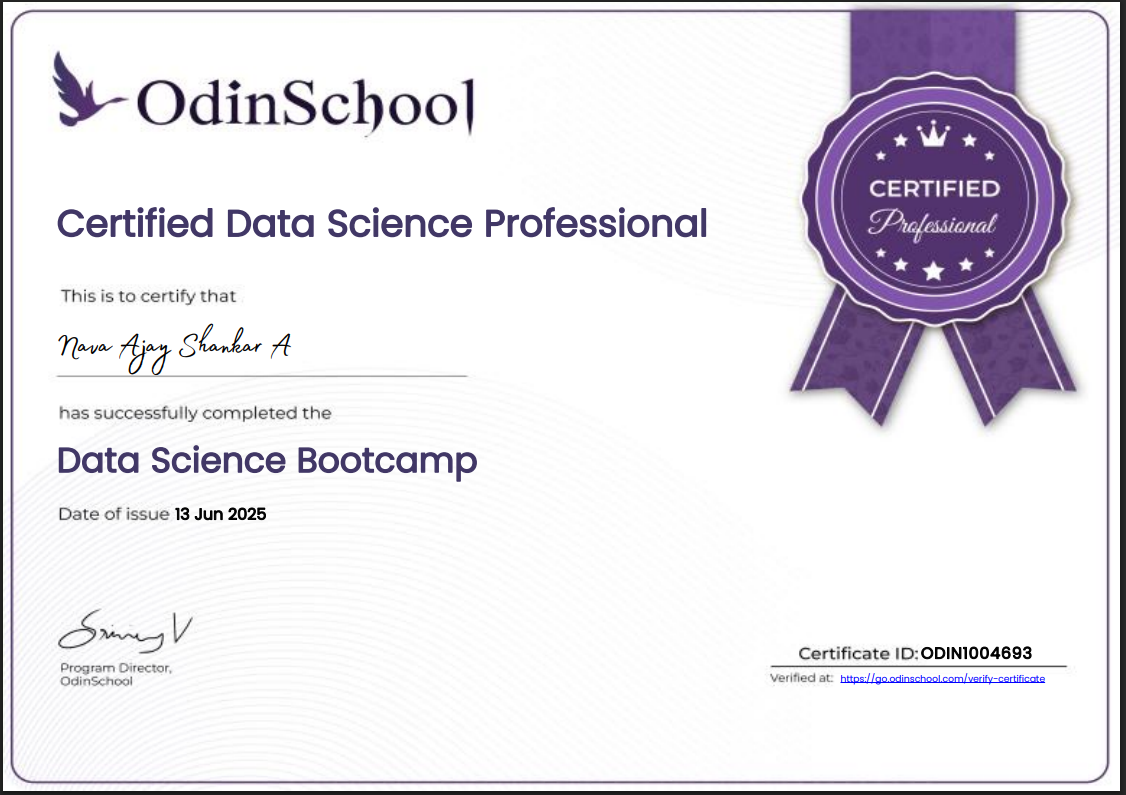 OdinSchool
CERTIFIED
Professional
Certified Data Science Professional
This is to certify that
Nava Ajay Shankar A
has successfully completed the
Data Science Bootcamp
Date of issue 13 Jun 2025
Program Director,
OdinSchool
Certificate ID: ODIN1004693
Verified at: https://go.odinschool.com/verify-certificate